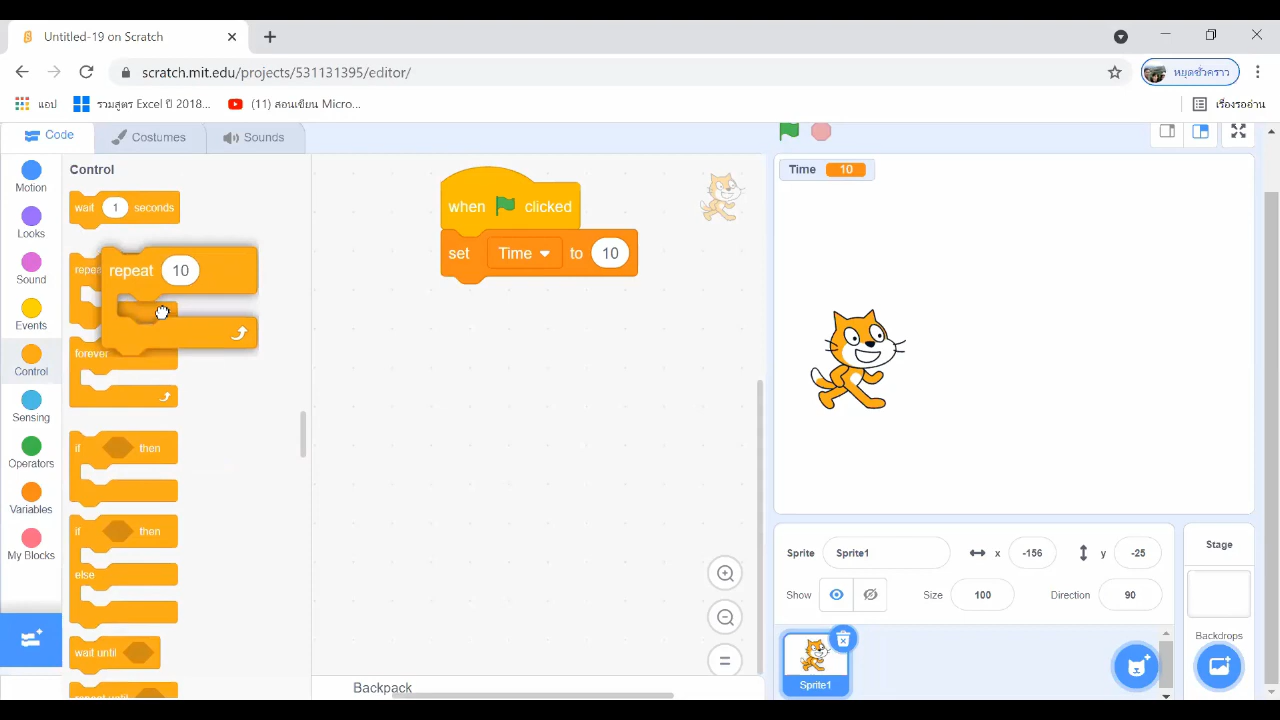 Untitled-19 on Scratch
scratch.mit.edu/projects/531131395/editor/
หยุดชั่วคราว
แอป
รวมสูตร Excel ปี 2018...
(11) สอนเขียน Micro...
เรื่องรออ่าน
Code
Costumes
Sounds
Motion
Looks
Sound
Events
Control
Sensing
Operators
Variables
My Blocks
Control
wait 1 seconds
repeat 10
forever
if then
if then
else
wait until
when clicked
set Time to 10
Time 10
Sprite Sprite1 x -156 y -25
Show Size 100 Direction 90
Sprite1
Stage
Backdrops
Backpack